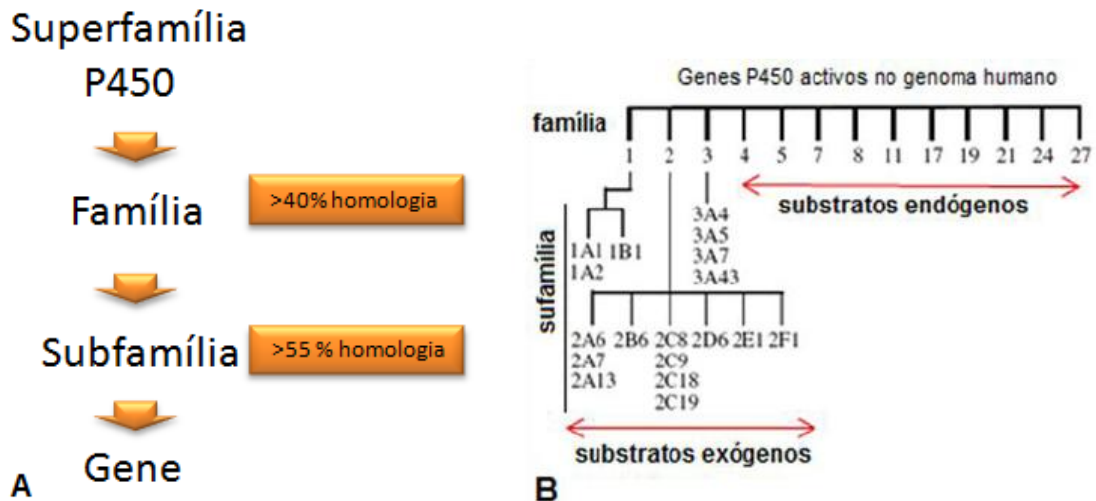 Superfamília
P450
Família
>40% homologia
Subfamília
>55 % homologia
Gene
A
Genes P450 activos no genoma humano
família
1 2 3 4 5 7 8 11 17 19 21 24 27
substratos endógenos
sufamília
1A1 1B1
1A2
3A4
3A5
3A7
3A43
2A6 2B6 2C8 2D6 2E1 2F1
2A7 2C9
2A13 2C18
2C19
substratos exógenos
B